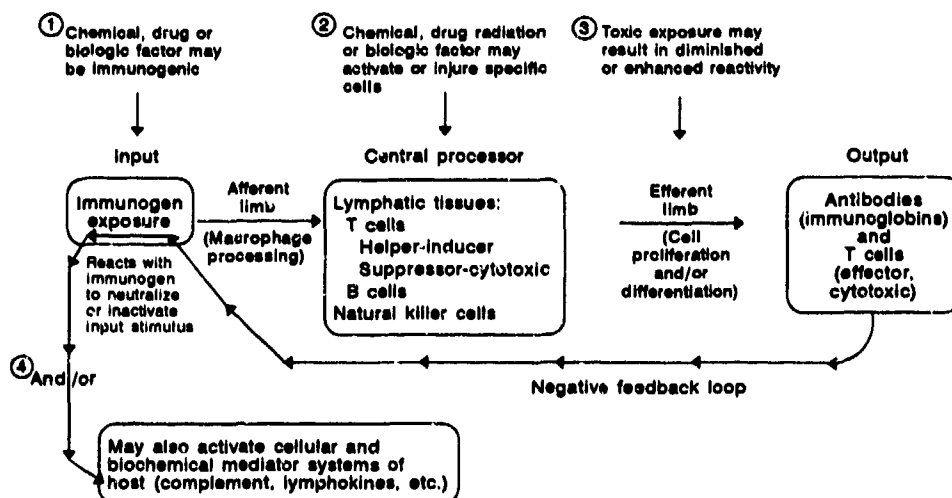 ① Chemical, drug or
biologic factor may
be immunogenic
② Chemical, drug radiation
or biologic factor may
activate or injure specific
cells
③ Toxic exposure may
result in diminished
or enhanced reactivity
Input
Central processor
Output
Immunogen
exposure
Afferent
limb
(Macrophage
processing)
Lymphatic tissues:
T cells
Helper-inducer
Suppressor-cytotoxic
B cells
Natural killer cells
Efferent
limb
(Cell
proliferation
and/or
differentiation)
Antibodies
(immunoglobins)
and
T cells
(effector,
cytotoxic)
Reacts with
immunogen
to neutralize
or inactivate
input stimulus
④ And/or
Negative feedback loop
May also activate cellular and
biochemical mediator systems of
host (complement, lymphokines, etc.)